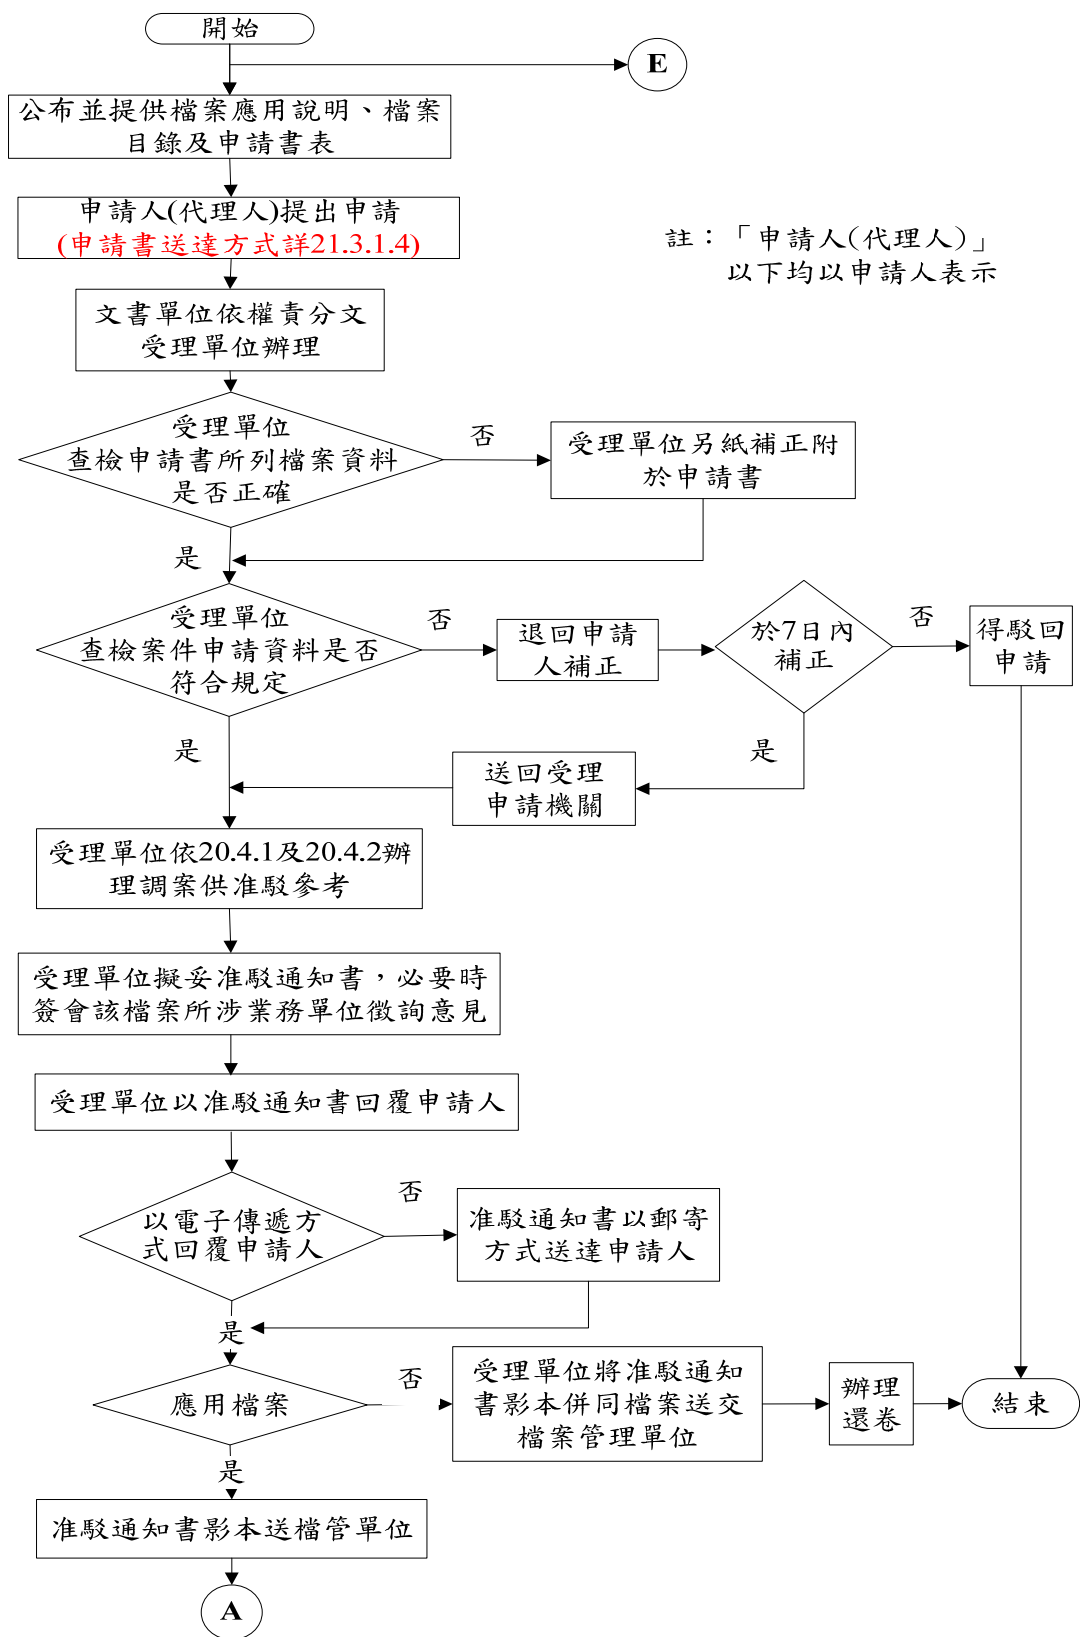 開始
E
公布並提供檔案應用說明、檔案
目錄及申請書表
申請人(代理人)提出申請
(申請書送達方式詳21.3.1.4)
註：「申請人(代理人)」
以下均以申請人表示
文書單位依權責分文
受理單位辦理
受理單位
查檢申請書所列檔案資料
是否正確
否
受理單位另紙補正附
於申請書
是
受理單位
查檢案件申請資料是否
符合規定
否
退回申請
人補正
於7日內
補正
否
得駁回
申請
是
是
送回受理
申請機關
受理單位依20.4.1及20.4.2辦
理調案供准駁參考
受理單位擬妥准駁通知書，必要時
簽會該檔案所涉業務單位徵詢意見
受理單位以准駁通知書回覆申請人
以電子傳遞方
式回覆申請人
否
准駁通知書以郵寄
方式送達申請人
是
應用檔案
否
受理單位將准駁通知
書影本併同檔案送交
檔案管理單位
辦理
還卷
結束
是
准駁通知書影本送檔管單位
A